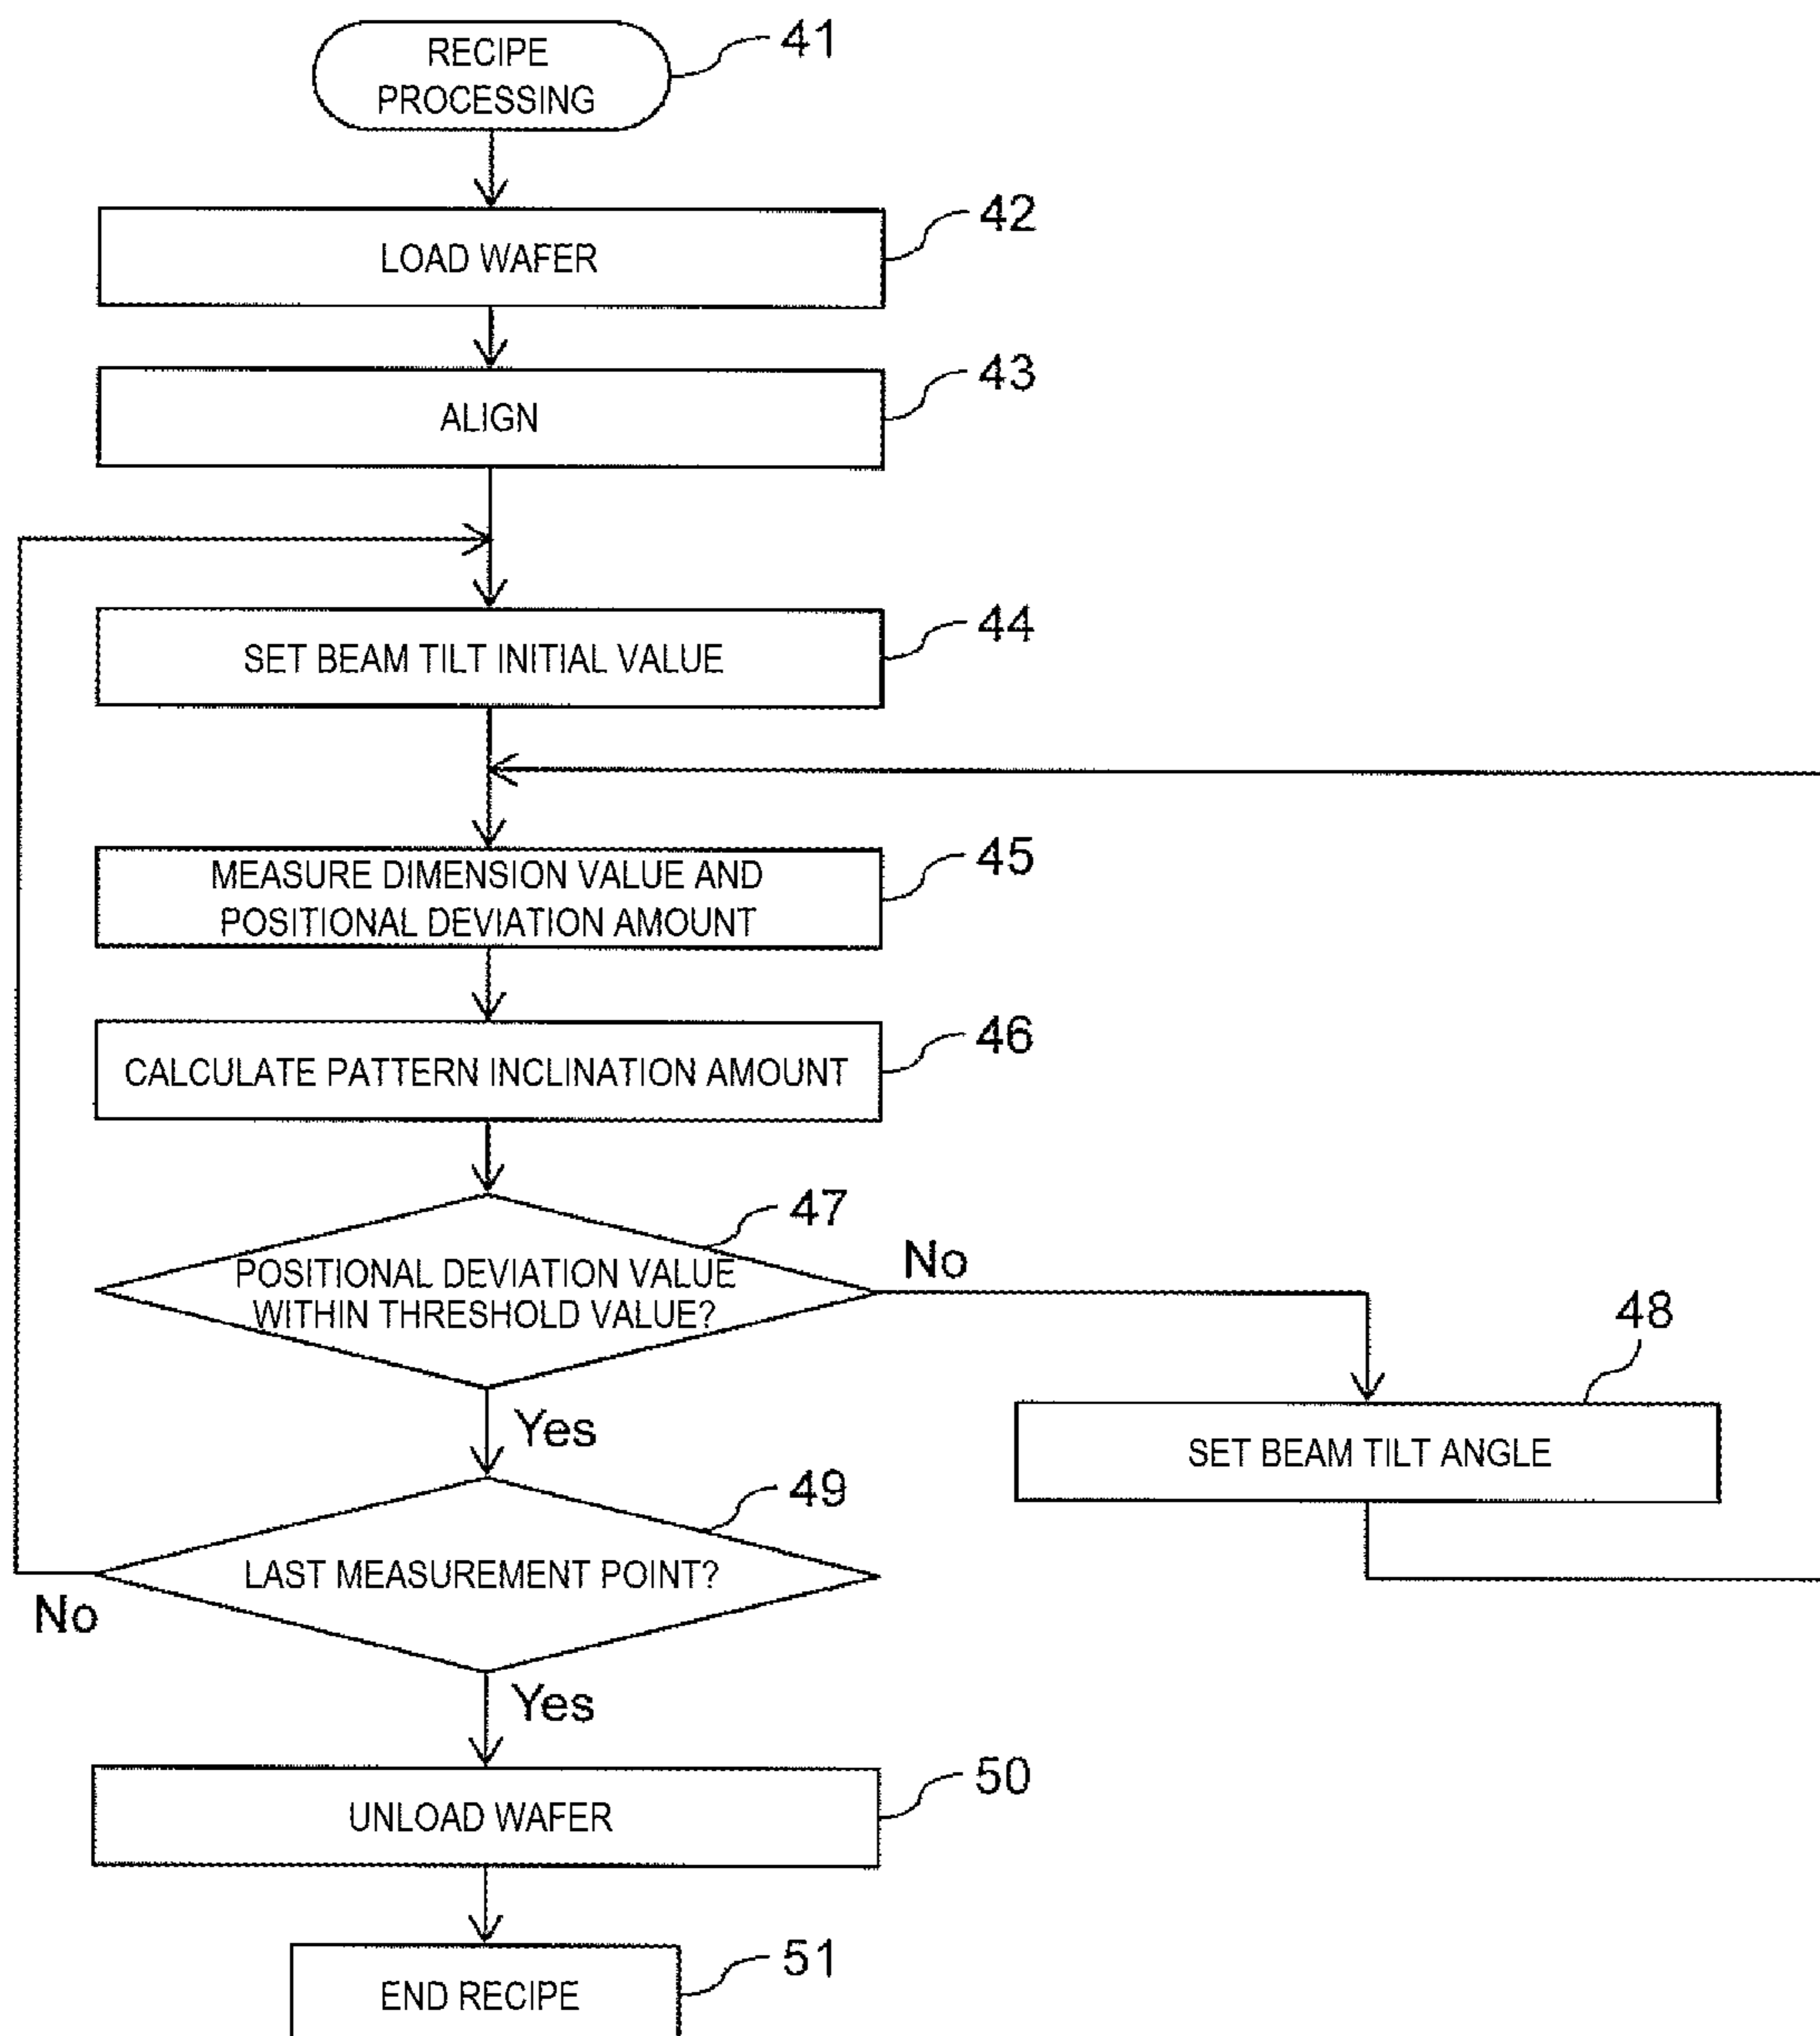 RECIPE
PROCESSING
41
LOAD WAFER
42
ALIGN
43
SET BEAM TILT INITIAL VALUE
44
MEASURE DIMENSION VALUE AND
POSITIONAL DEVIATION AMOUNT
45
CALCULATE PATTERN INCLINATION AMOUNT
46
POSITIONAL DEVIATION VALUE
WITHIN THRESHOLD VALUE?
47
No
Yes
SET BEAM TILT ANGLE
48
LAST MEASUREMENT POINT?
49
No
Yes
UNLOAD WAFER
50
END RECIPE
51